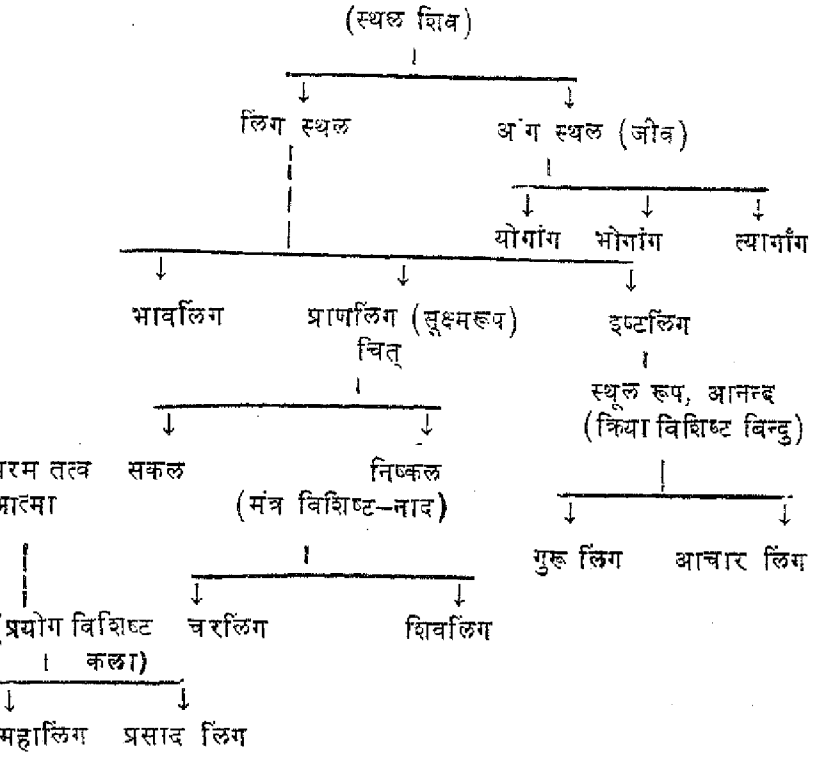 (स्थल शिव)
लिंग स्थल अंग स्थल (जीव)
योगांग भोगांग त्यागाँग
भावलिंग प्राणलिंग (सूक्ष्मरूप) इष्टलिंग
चित्
स्थूल रूप, आनन्द
(क्रिया विशिष्ट बिन्दु)
परम तत्व सकल निष्कल
आत्मा (मंत्र विशिष्ट-नाद)
गुरू लिंग आचार लिंग
(प्रयोग विशिष्ट चरलिंग शिवलिंग
कला)
महालिंग प्रसाद लिंग